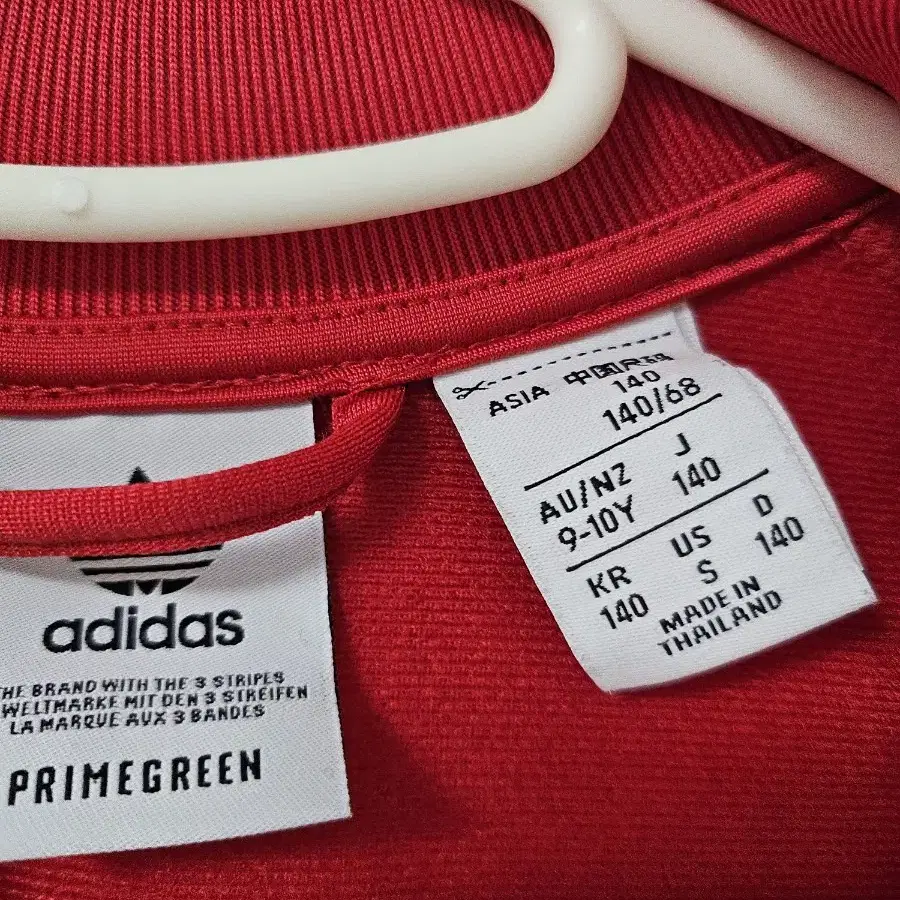 adidas
THE BRAND WITH THE 3 STRIPES
WELTMARKE MIT DEN 3 STREIFEN
LA MARQUE AUX 3 BANDES
PRIMEGREEN
ASIA 中国
140
140/68
AU/NZ J
9-10Y 140
KR US D
140 S 140
MADE IN
THAILAND